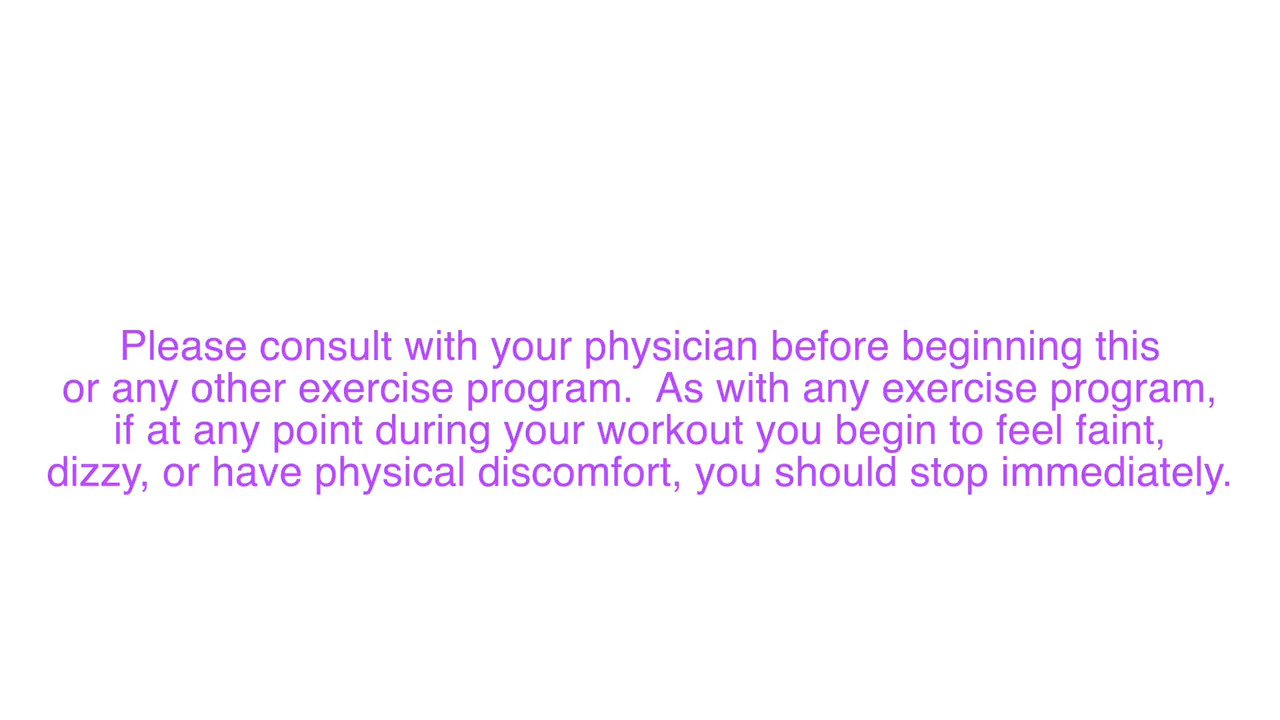 Please consult with your physician before beginning this
or any other exercise program.  As with any exercise program,
if at any point during your workout you begin to feel faint,
dizzy, or have physical discomfort, you should stop immediately.